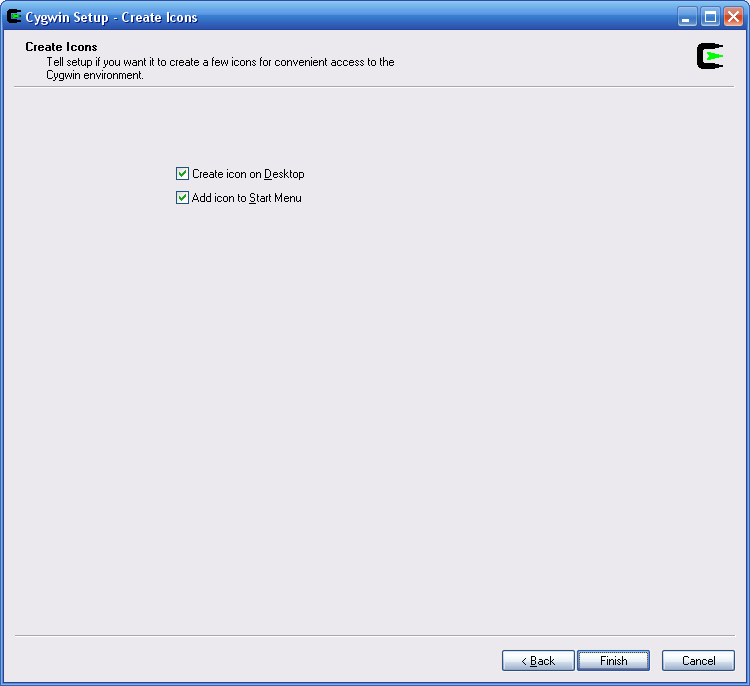 Cygwin Setup - Create Icons
Create Icons
Tell setup if you want it to create a few icons for convenient access to the
Cygwin environment.
Create icon on Desktop
Add icon to Start Menu
< Back Finish Cancel